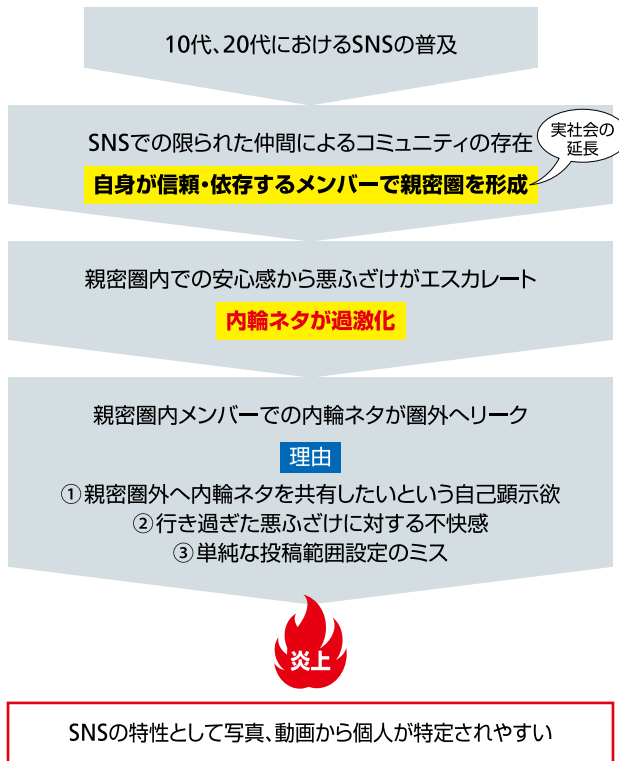 10代、20代におけるSNSの普及
SNSでの限られた仲間によるコミュニティの存在
実社会の
延長
自身が信頼・依存するメンバーで親密圏を形成
親密圏内での安心感から悪ふざけがエスカレート
内輪ネタが過激化
親密圏内メンバーでの内輪ネタが圏外へリーク
理由
①親密圏外へ内輪ネタを共有したいという自己顕示欲
②行き過ぎた悪ふざけに対する不快感
③単純な投稿範囲設定のミス
炎上
SNSの特性として写真、動画から個人が特定されやすい